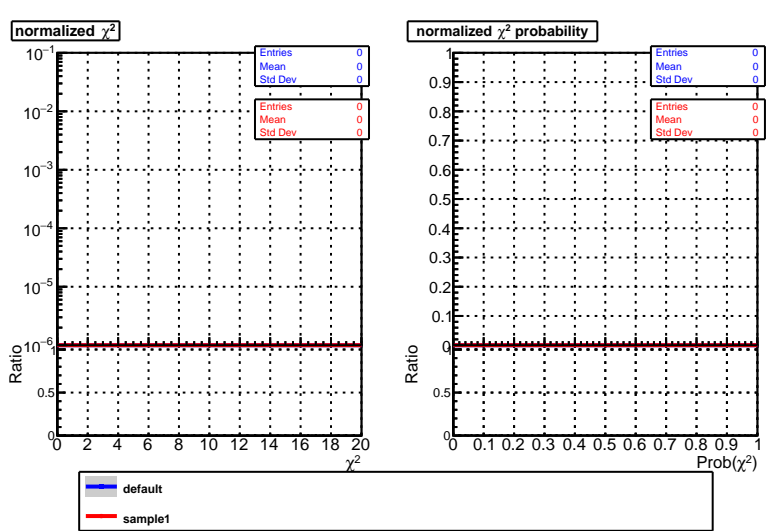 normalized χ²
10⁻¹
10⁻²
10⁻³
10⁻⁴
10⁻⁵
10⁻⁶
Entries 0
Mean 0
Std Dev 0
Entries 0
Mean 0
Std Dev 0
Ratio
1
0.5
0
0 2 4 6 8 10 12 14 16 18 20
χ²
normalized χ² probability
1
0.9
0.8
0.7
0.6
0.5
0.4
0.3
0.2
0.1
0
Entries 0
Mean 0
Std Dev 0
Entries 0
Mean 0
Std Dev 0
Ratio
1
0.5
0
0 0.1 0.2 0.3 0.4 0.5 0.6 0.7 0.8 0.9 1
Prob(χ²)
default
sample1